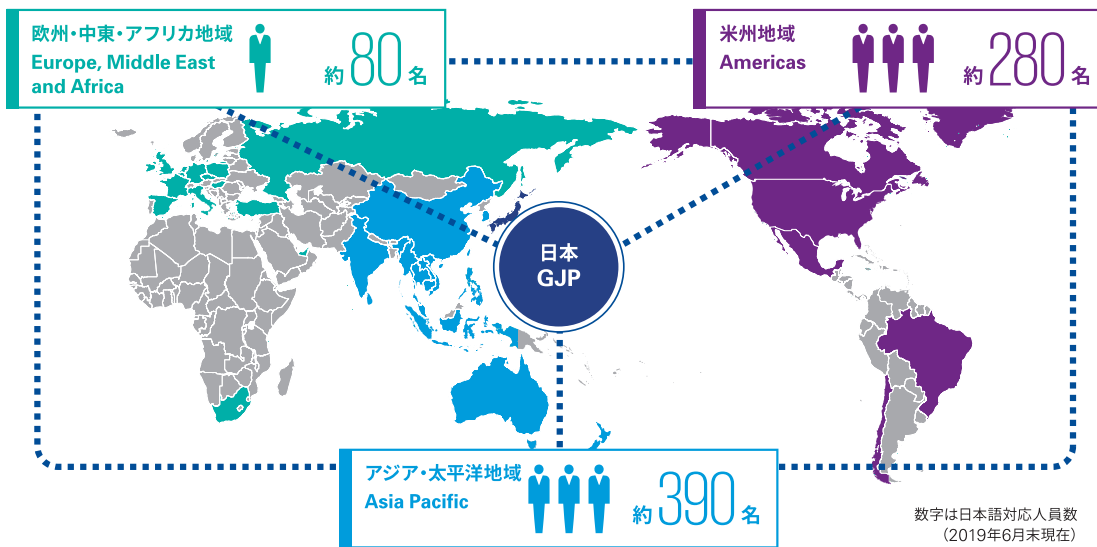 欧州・中東・アフリカ地域
Europe, Middle East
and Africa
約80名
米州地域
Americas
約280名
日本
GJP
アジア・太平洋地域
Asia Pacific
約390名
数字は日本語対応人員数
（2019年6月末現在）